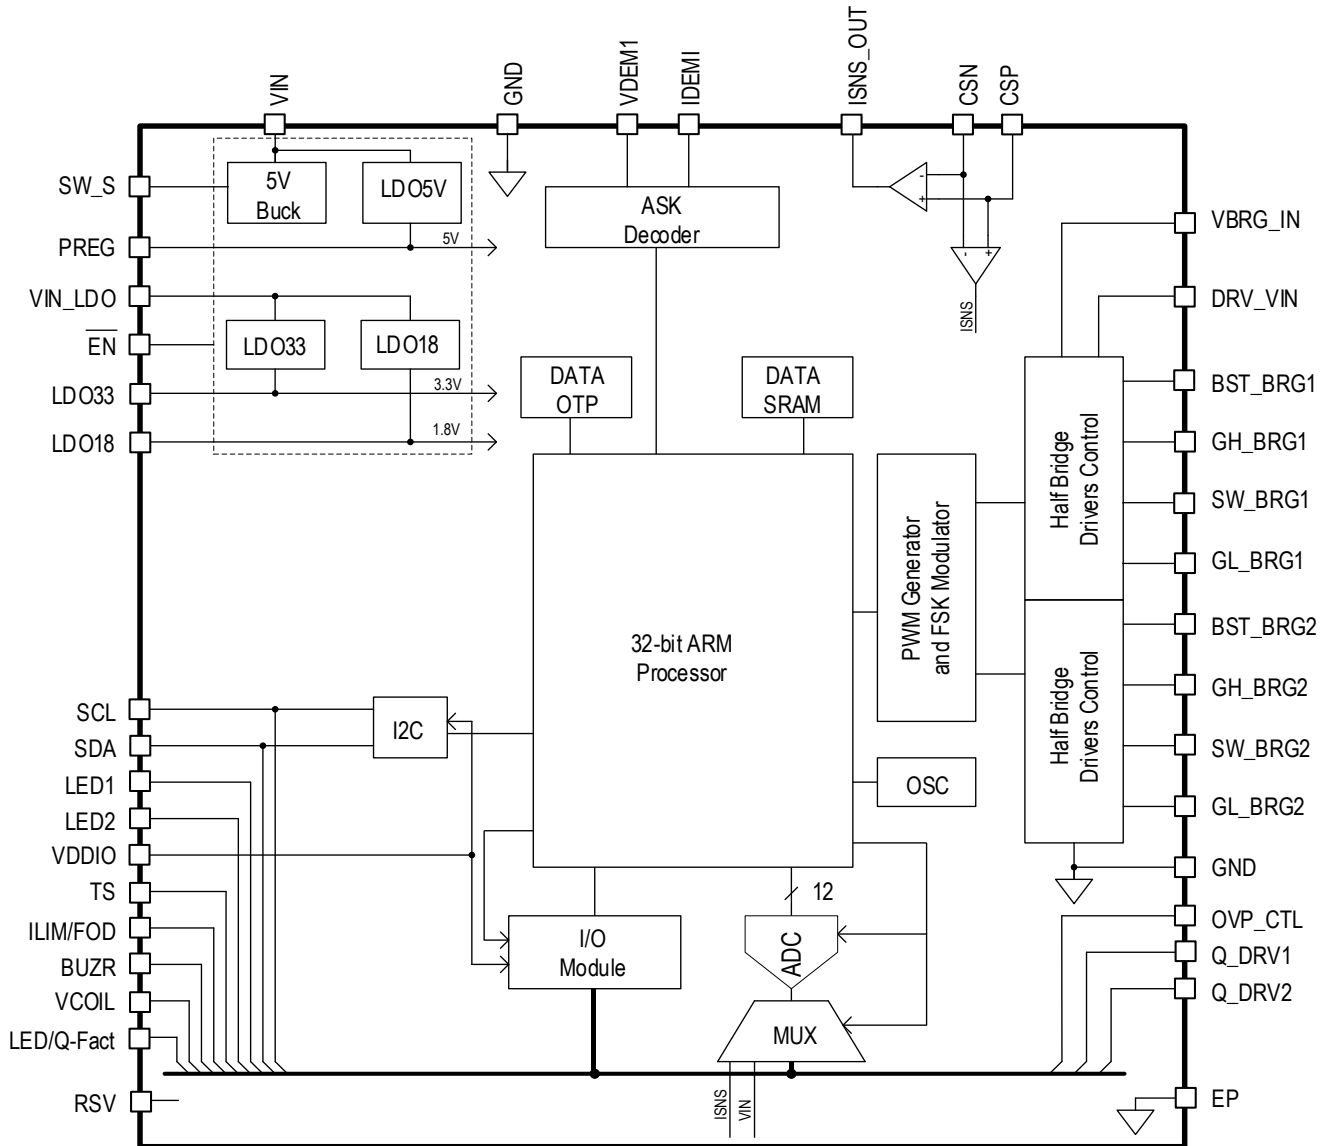 VIN
GND
VDEM1
IDEMI
ISNS_OUT
CSN
CSP
SW_S
PREG
VIN_LDO
EN
LDO33
LDO18
5V
Buck
LDO5V
5V
LDO33
LDO18
3.3V
1.8V
ASK
Decoder
-
+
-
+
ISNS
VBRG_IN
DRV_VIN
BST_BRG1
GH_BRG1
SW_BRG1
GL_BRG1
BST_BRG2
GH_BRG2
SW_BRG2
GL_BRG2
GND
OVP_CTL
Q_DRV1
Q_DRV2
EP
DATA
OTP
DATA
SRAM
32-bit ARM
Processor
PWM Generator
and FSK Modulator
Half Bridge
Drivers Control
Half Bridge
Drivers Control
OSC
SCL
SDA
LED1
LED2
VDDIO
TS
ILIM/FOD
BUZR
VCOIL
LED/Q-Fact
RSV
I2C
I/O
Module
12
ADC
MUX
ISNS
VIN